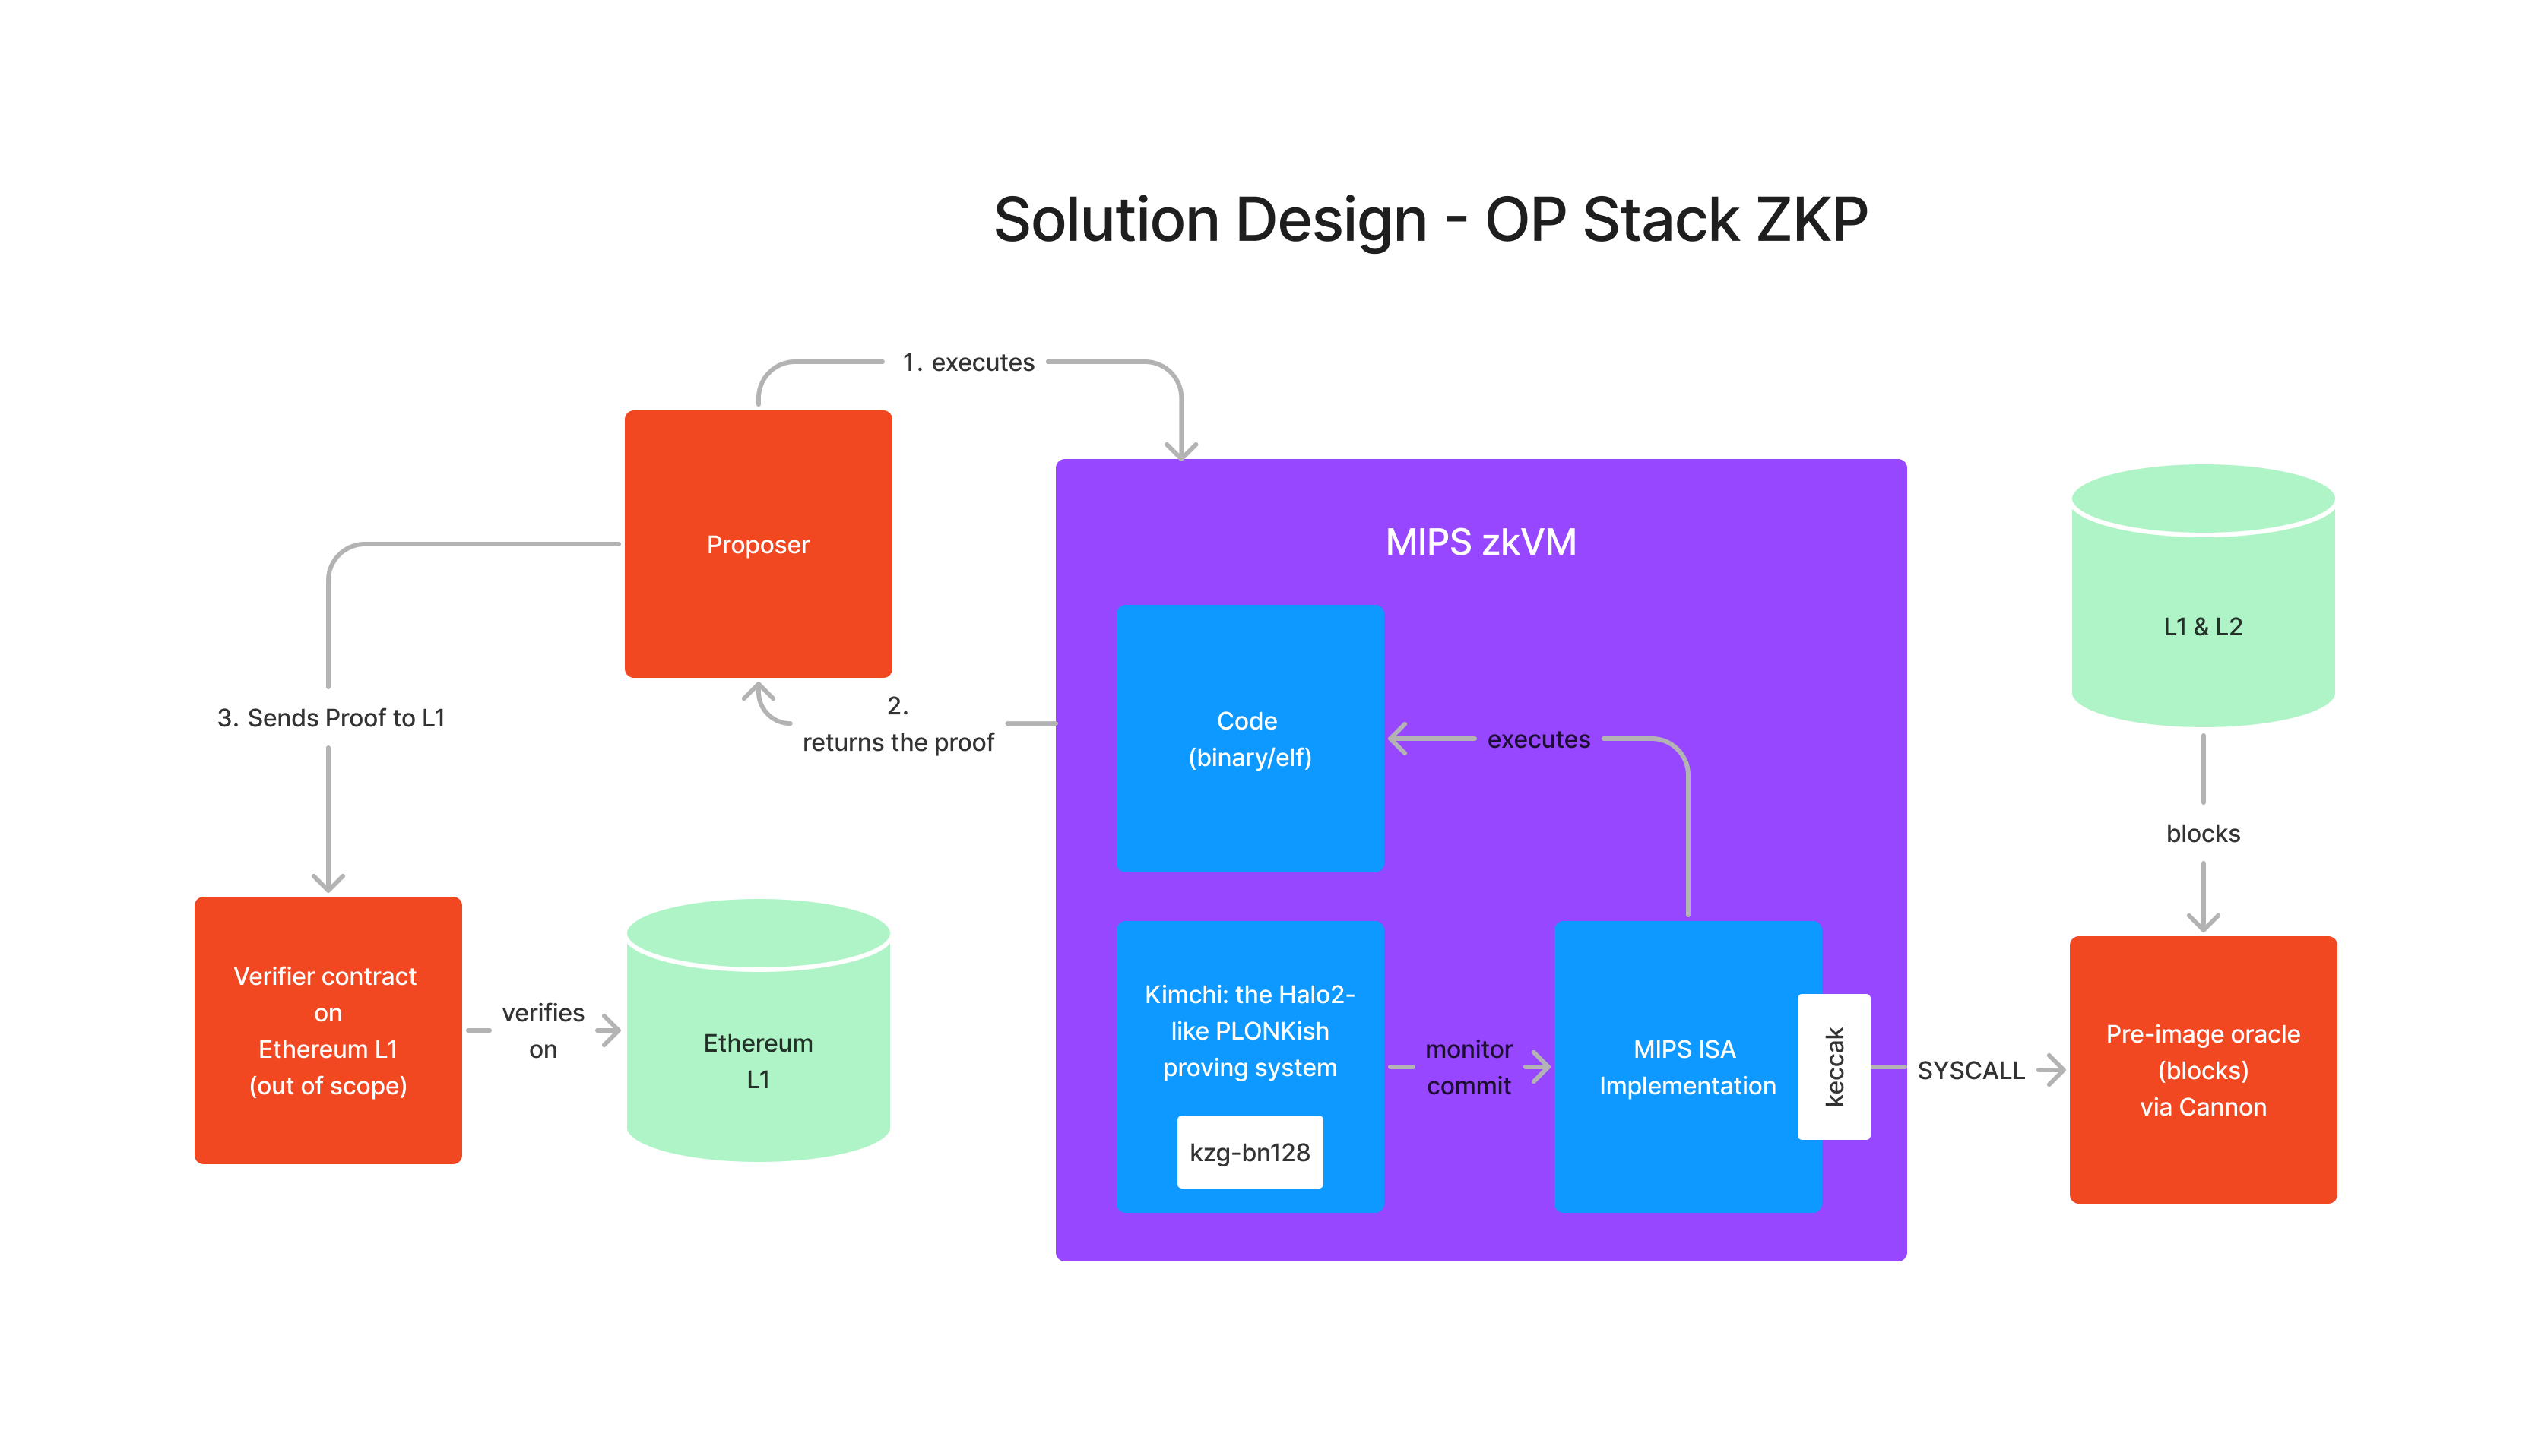 Solution Design - OP Stack ZKP
1. executes
Proposer
MIPS zkVM
L1 & L2
3. Sends Proof to L1
2.
returns the proof
Code
(binary/elf)
executes
blocks
Verifier contract
on
Ethereum L1
(out of scope)
verifies
on
Ethereum
L1
Kimchi: the Halo2-
like PLONKish
proving system
kzg-bn128
monitor
commit
MIPS ISA
Implementation
keccak
SYSCALL
Pre-image oracle
(blocks)
via Cannon